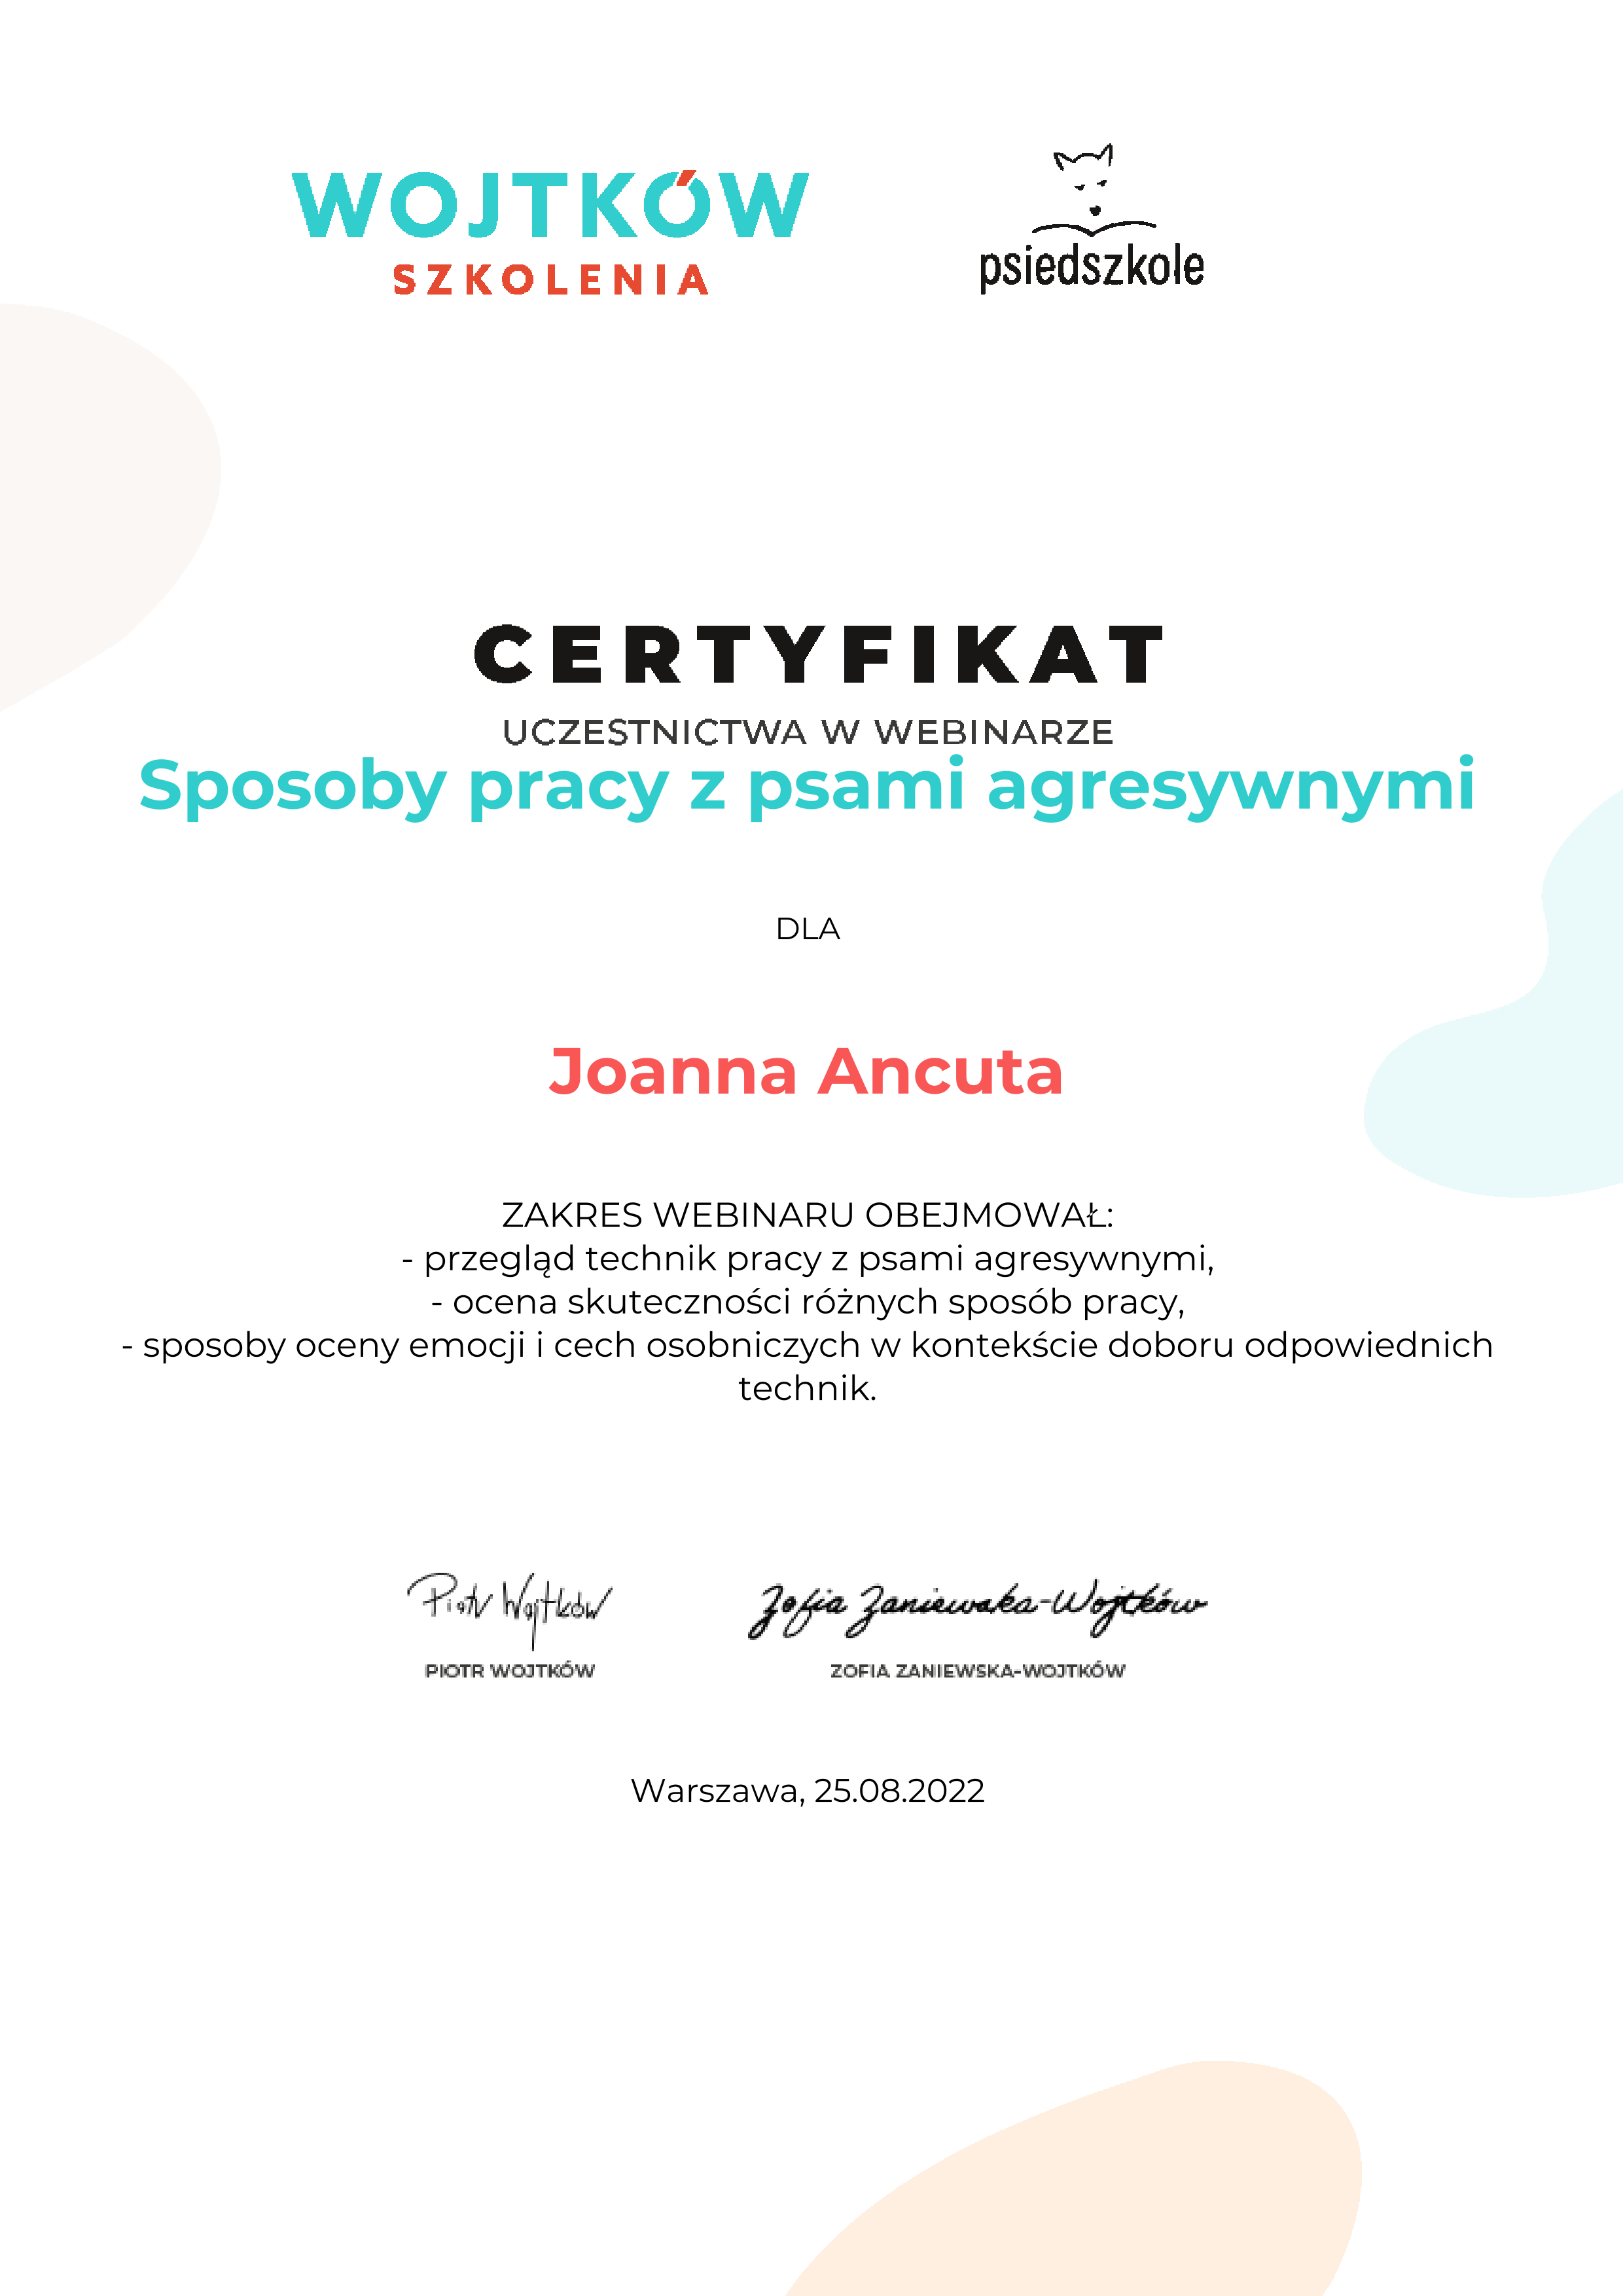 WOJTKÓW
SZKOLENIA
psiedszkole
CERTYFIKAT
UCZESTNICTWA W WEBINARZE
Sposoby pracy z psami agresywnymi
DLA
Joanna Ancuta
ZAKRES WEBINARU OBEJMOWAŁ:
- przegląd technik pracy z psami agresywnymi,
- ocena skuteczności różnych sposób pracy,
- sposoby oceny emocji i cech osobniczych w kontekście doboru odpowiednich
technik.
Piotr Wojtków
Zofia Zaniewska-Wojtków
PIOTR WOJTKÓW
ZOFIA ZANIEWSKA-WOJTKÓW
Warszawa, 25.08.2022